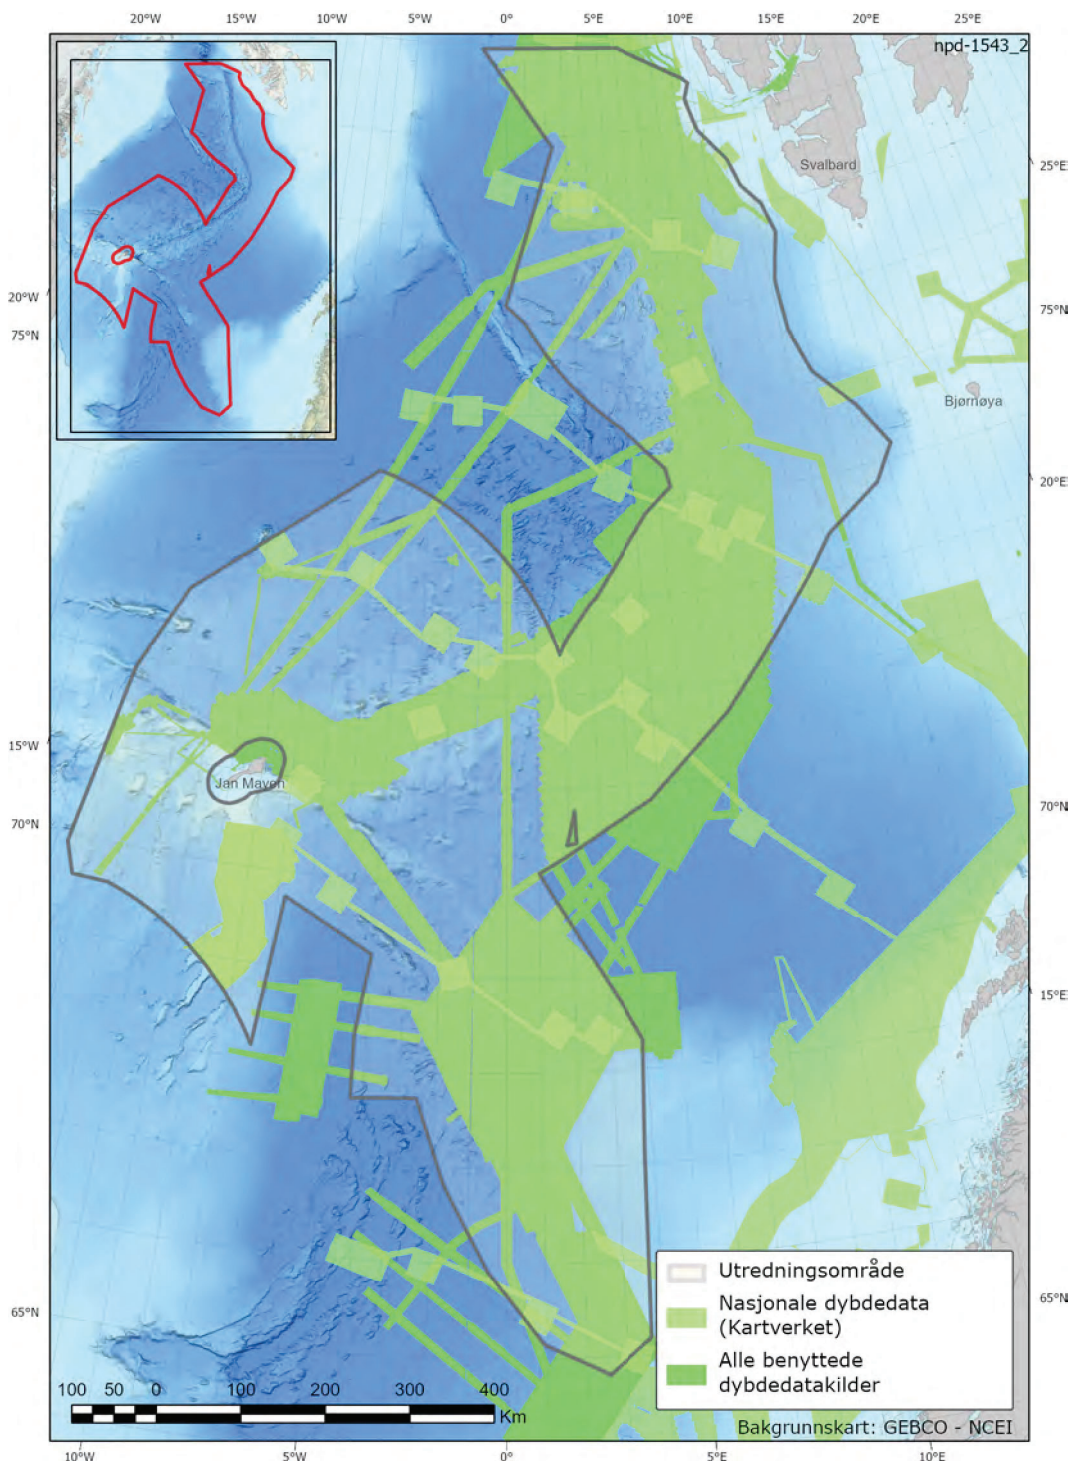 20°W
15°W
10°W
5°W
0°
5°E
10°E
15°E
20°E
25°E
npd-1543_2
Svalbard
25°E
20°W
75°N
75°N
Bjørnøya
20°E
15°W
Jan Mayen
70°N
70°N
15°E
65°N
65°N
Utredningsområde
Nasjonale dybdedata
(Kartverket)
Alle benyttede
dybdedatakilder
100 50 0 100 200 300 400
Km
Bakgrunnskart: GEBCO - NCEI
10°W
5°W
0°
5°E
10°E